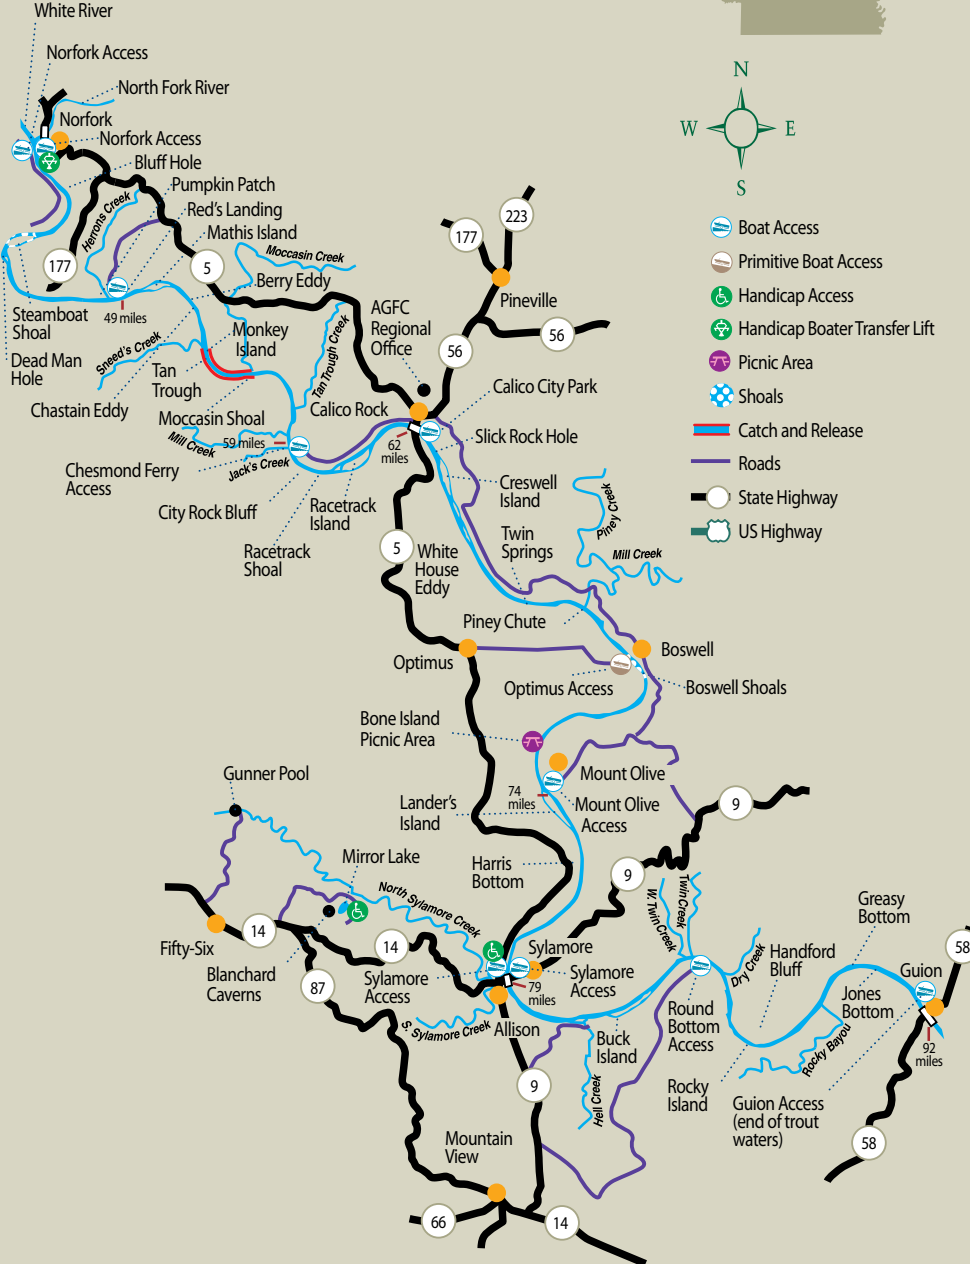 White River
Norfork Access
North Fork River
Norfork
Norfork Access
Bluff Hole
Pumpkin Patch
Red's Landing
Mathis Island
Herrons Creek
Moccasin Creek
177
5
Berry Eddy
Steamboat
Shoal
49 miles
Dead Man
Hole
Sneed's Creek
Chastain Eddy
Tan
Trough
Monkey
Island
Tan Trough Creek
Moccasin Shoal
Mill Creek
59 miles
Jack's Creek
Chesmond Ferry
Access
City Rock Bluff
Racetrack
Island
Racetrack
Shoal
AGFC
Regional
Office
Calico Rock
62
miles
177
223
Pineville
56
56
Calico City Park
Slick Rock Hole
Creswell
Island
Twin
Springs
Piney Creek
Mill Creek
5
White
House
Eddy
Piney Chute
Optimus
Boswell
Optimus Access
Boswell Shoals
Bone Island
Picnic Area
Mount Olive
74
miles
Mount Olive
Access
Lander's
Island
Harris
Bottom
9
9
Gunner Pool
Mirror Lake
North Sylamore Creek
Fifty-Six
14
14
Blanchard
Caverns
87
Sylamore
Access
Sylamore
Sylamore
Access
79
miles
S. Sylamore Creek
Allison
W. Twin Creek
Twin Creek
Dry Creek
Handford
Bluff
Greasy
Bottom
58
Guion
Jones
Bottom
Round
Bottom
Access
Buck
Island
Hell Creek
Rocky Bayou
92
miles
Rocky
Island
Guion Access
(end of trout
waters)
58
9
Mountain
View
66
14
N
W
E
S
Boat Access
Primitive Boat Access
Handicap Access
Handicap Boater Transfer Lift
Picnic Area
Shoals
Catch and Release
Roads
State Highway
US Highway